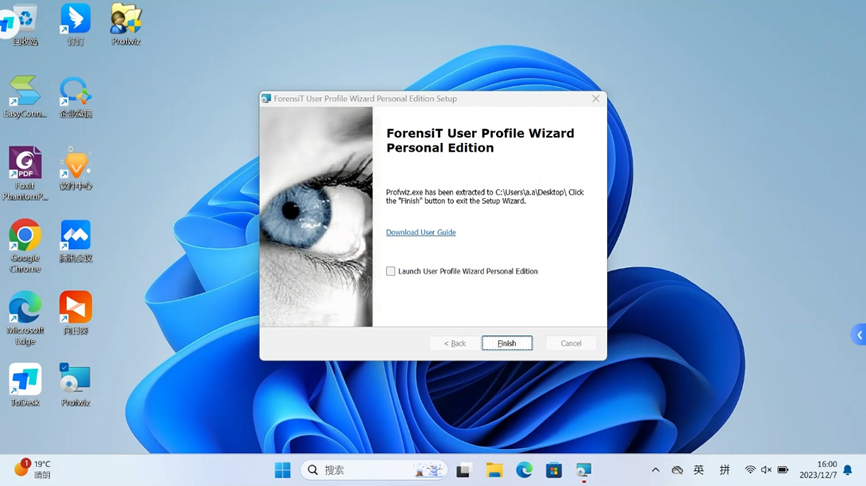 回收站
钉钉
Profwiz
EasyConn...
企业微信
Foxit
PhantomP...
软件中心
Google
Chrome
腾讯会议
Microsoft
Edge
向日葵
ToDesk
Profwiz
ForensiT User Profile Wizard Personal Edition Setup
ForensiT User Profile Wizard
Personal Edition
Profwiz.exe has been extracted to C:\Users\a.a\Desktop\ Click
the "Finish" button to exit the Setup Wizard.
Download User Guide
Launch User Profile Wizard Personal Edition
< Back
Finish
Cancel
1
19°C
晴朗
搜索
英
拼
16:00
2023/12/7